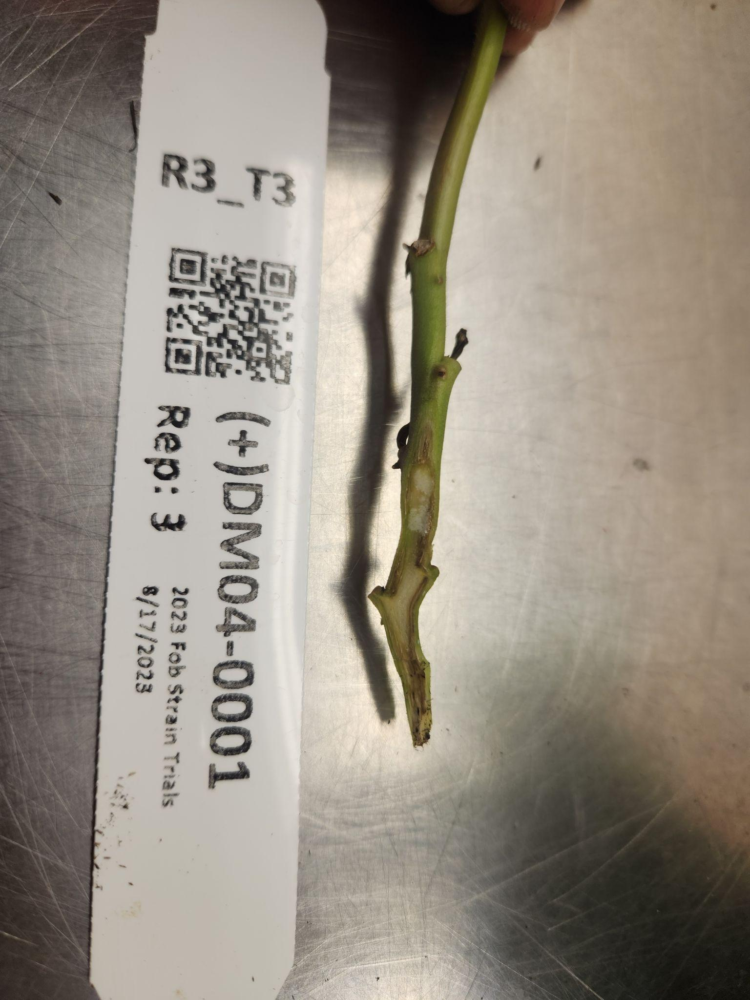 R3_T3
(+)DM04-0001
Rep: 3
2023 Fob Strain Trials
8/17/2023